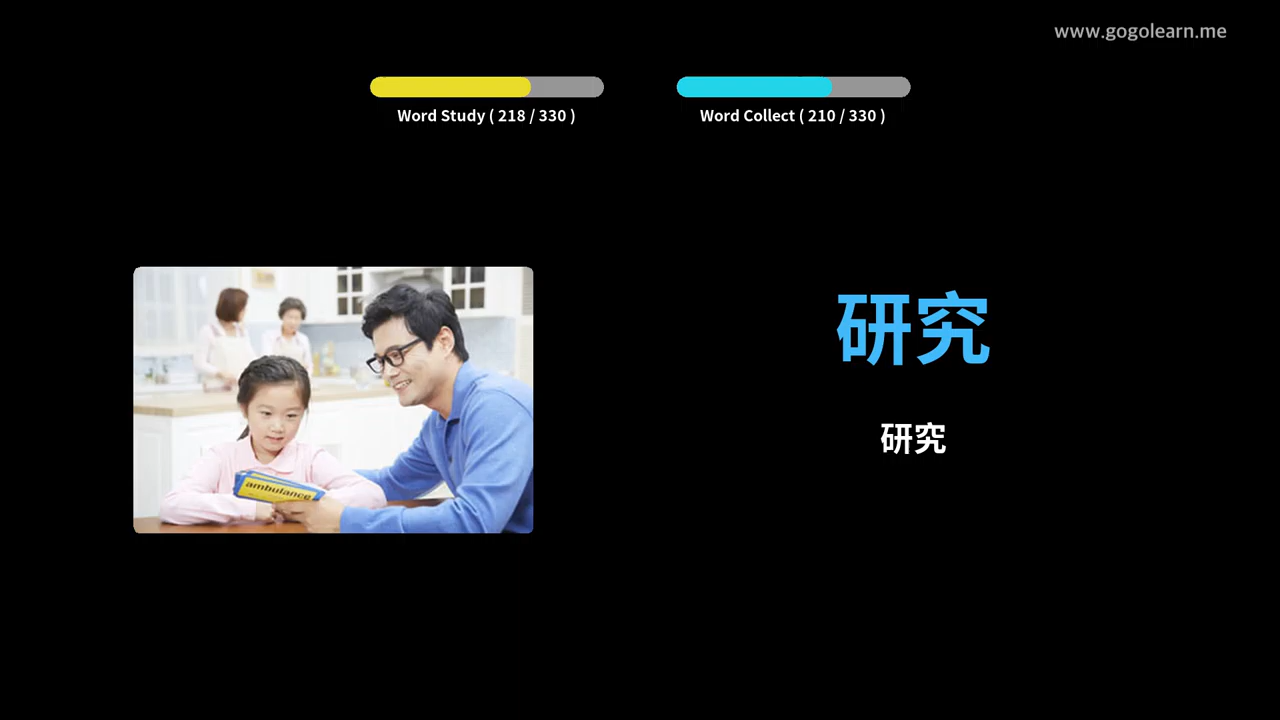 www.gogolearn.me
Word Study ( 218 / 330 )
Word Collect ( 210 / 330 )
研究
研究
ambulance